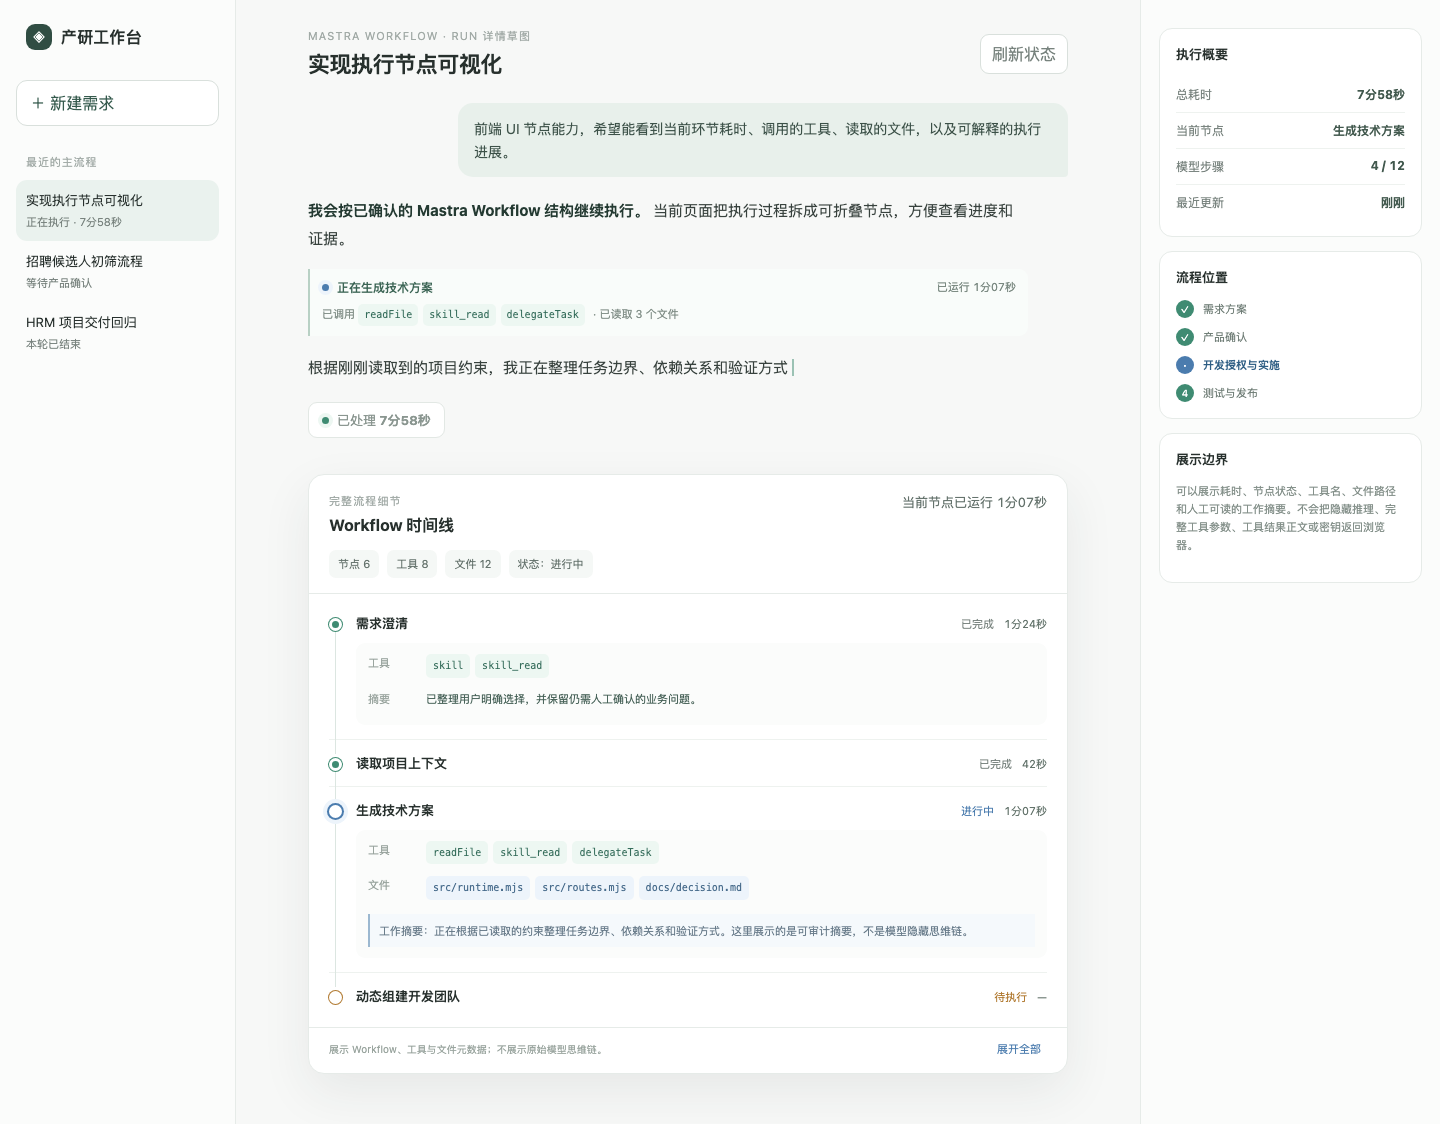 产研工作台
+ 新建需求
最近的主流程
实现执行节点可视化
正在执行 · 7分58秒
招聘候选人初筛流程
等待产品确认
HRM 项目交付回归
本轮已结束
MASTRA WORKFLOW · RUN 详情草图
实现执行节点可视化
刷新状态
前端 UI 节点能力，希望能看到当前环节耗时、调用的工具、读取的文件，以及可解释的执行
进展。
我会按已确认的 Mastra Workflow 结构继续执行。 当前页面把执行过程拆成可折叠节点，方便查看进度和
证据。
正在生成技术方案 已运行 1分07秒
已调用 readFile skill_read delegateTask · 已读取 3 个文件
根据刚刚读取到的项目约束，我正在整理任务边界、依赖关系和验证方式
已处理 7分58秒
完整流程细节
Workflow 时间线
当前节点已运行 1分07秒
节点 6 工具 8 文件 12 状态：进行中
需求澄清 已完成 1分24秒
工具 skill skill_read
摘要 已整理用户明确选择，并保留仍需人工确认的业务问题。
读取项目上下文 已完成 42秒
生成技术方案 进行中 1分07秒
工具 readFile skill_read delegateTask
文件 src/runtime.mjs src/routes.mjs docs/decision.md
工作摘要：正在根据已读取的约束整理任务边界、依赖关系和验证方式。这里展示的是可审计摘要，不是模型隐藏思维链。
动态组建开发团队 待执行 —
展示 Workflow、工具与文件元数据；不展示原始模型思维链。 展开全部
执行概要
总耗时 7分58秒
当前节点 生成技术方案
模型步骤 4 / 12
最近更新 刚刚
流程位置
需求方案
产品确认
开发授权与实施
4 测试与发布
展示边界
可以展示耗时、节点状态、工具名、文件路径
和人工可读的工作摘要。不会把隐藏推理、完
整工具参数、工具结果正文或密钥返回浏览
器。